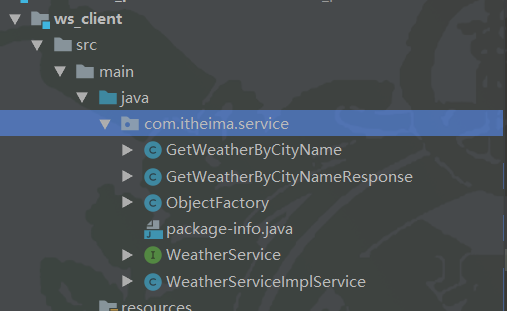 ws_client
src
main
java
com.itheima.service
GetWeatherByCityName
GetWeatherByCityNameResponse
ObjectFactory
package-info.java
WeatherService
WeatherServiceImplService
resources